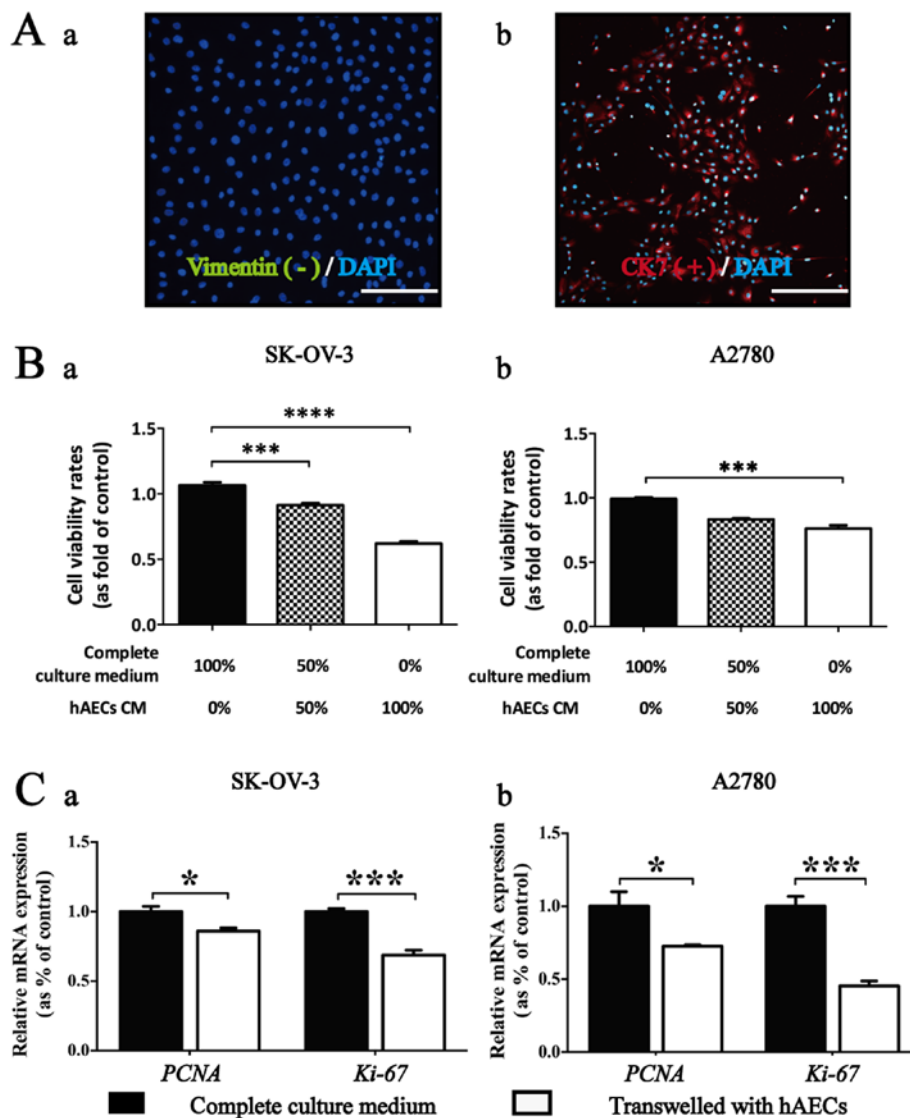 A a b
Vimentin (-) / DAPI
CK7 (+) / DAPI
B a SK-OV-3
Cell viability rates
(as fold of control)
1.5
1.0
0.5
0.0
****
***
Complete
culture medium 100% 50% 0%
hAECs CM 0% 50% 100%
b A2780
Cell viability rates
(as fold of control)
1.5
1.0
0.5
0.0
***
Complete
culture medium 100% 50% 0%
hAECs CM 0% 50% 100%
C a SK-OV-3
Relative mRNA expression
(as % of control)
1.5
1.0
0.5
0.0
* ***
PCNA Ki-67
b A2780
Relative mRNA expression
(as % of control)
1.5
1.0
0.5
0.0
* ***
PCNA Ki-67
Complete culture medium Transwelled with hAECs